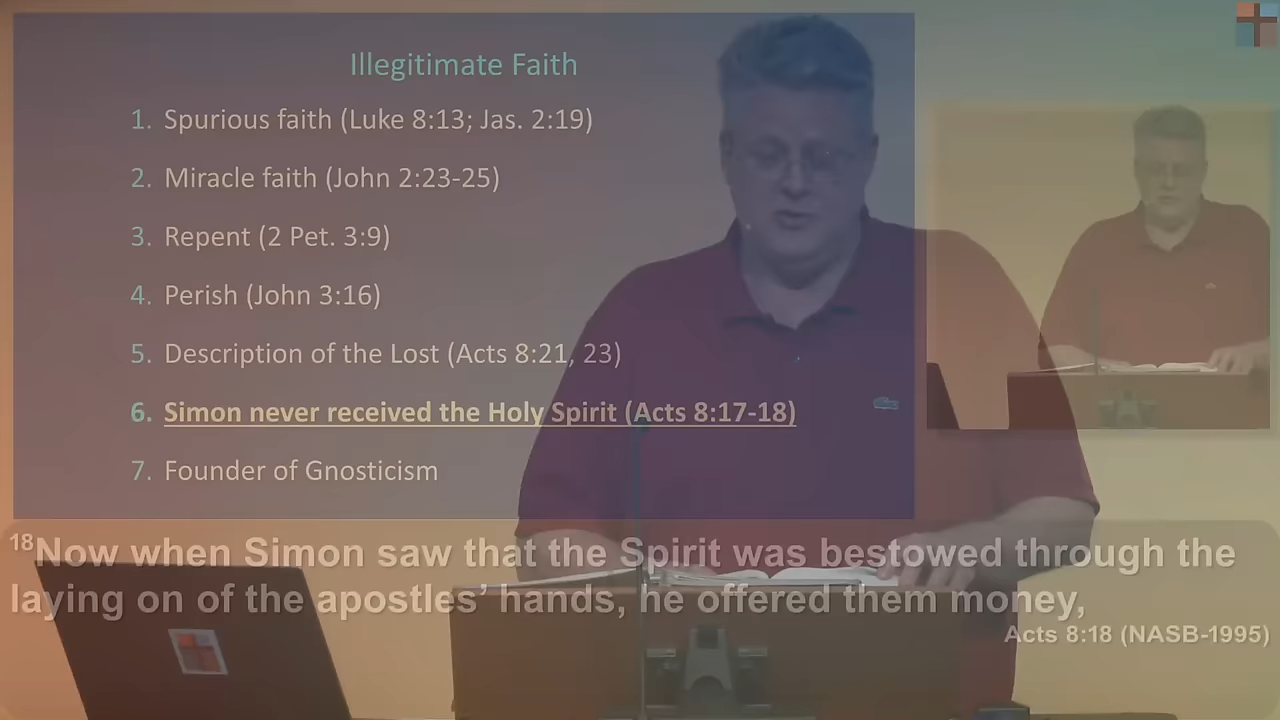 Illegitimate Faith
1. Spurious faith (Luke 8:13; Jas. 2:19)
2. Miracle faith (John 2:23-25)
3. Repent (2 Pet. 3:9)
4. Perish (John 3:16)
5. Description of the Lost (Acts 8:21, 23)
6. Simon never received the Holy Spirit (Acts 8:17-18)
7. Founder of Gnosticism
18Now when Simon saw that the Spirit was bestowed through the
laying on of the apostles’ hands, he offered them money,
Acts 8:18 (NASB-1995)